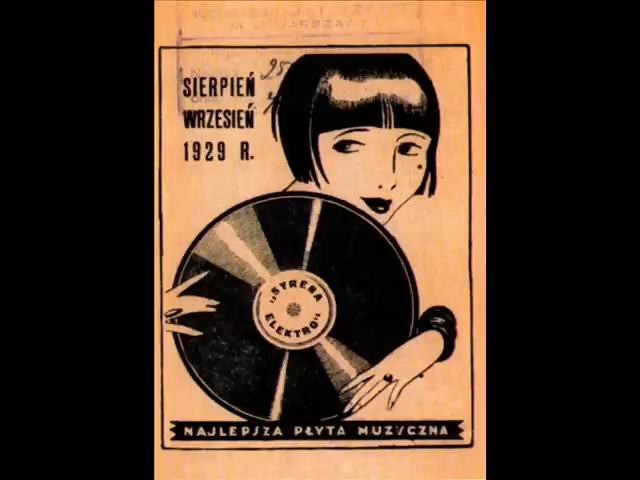 SIERPIEŃ
WRZESIEŃ
1929 R.
„SYRENA
ELEKTRO“
NAJLEPSZA PŁYTA MUZYCZNA